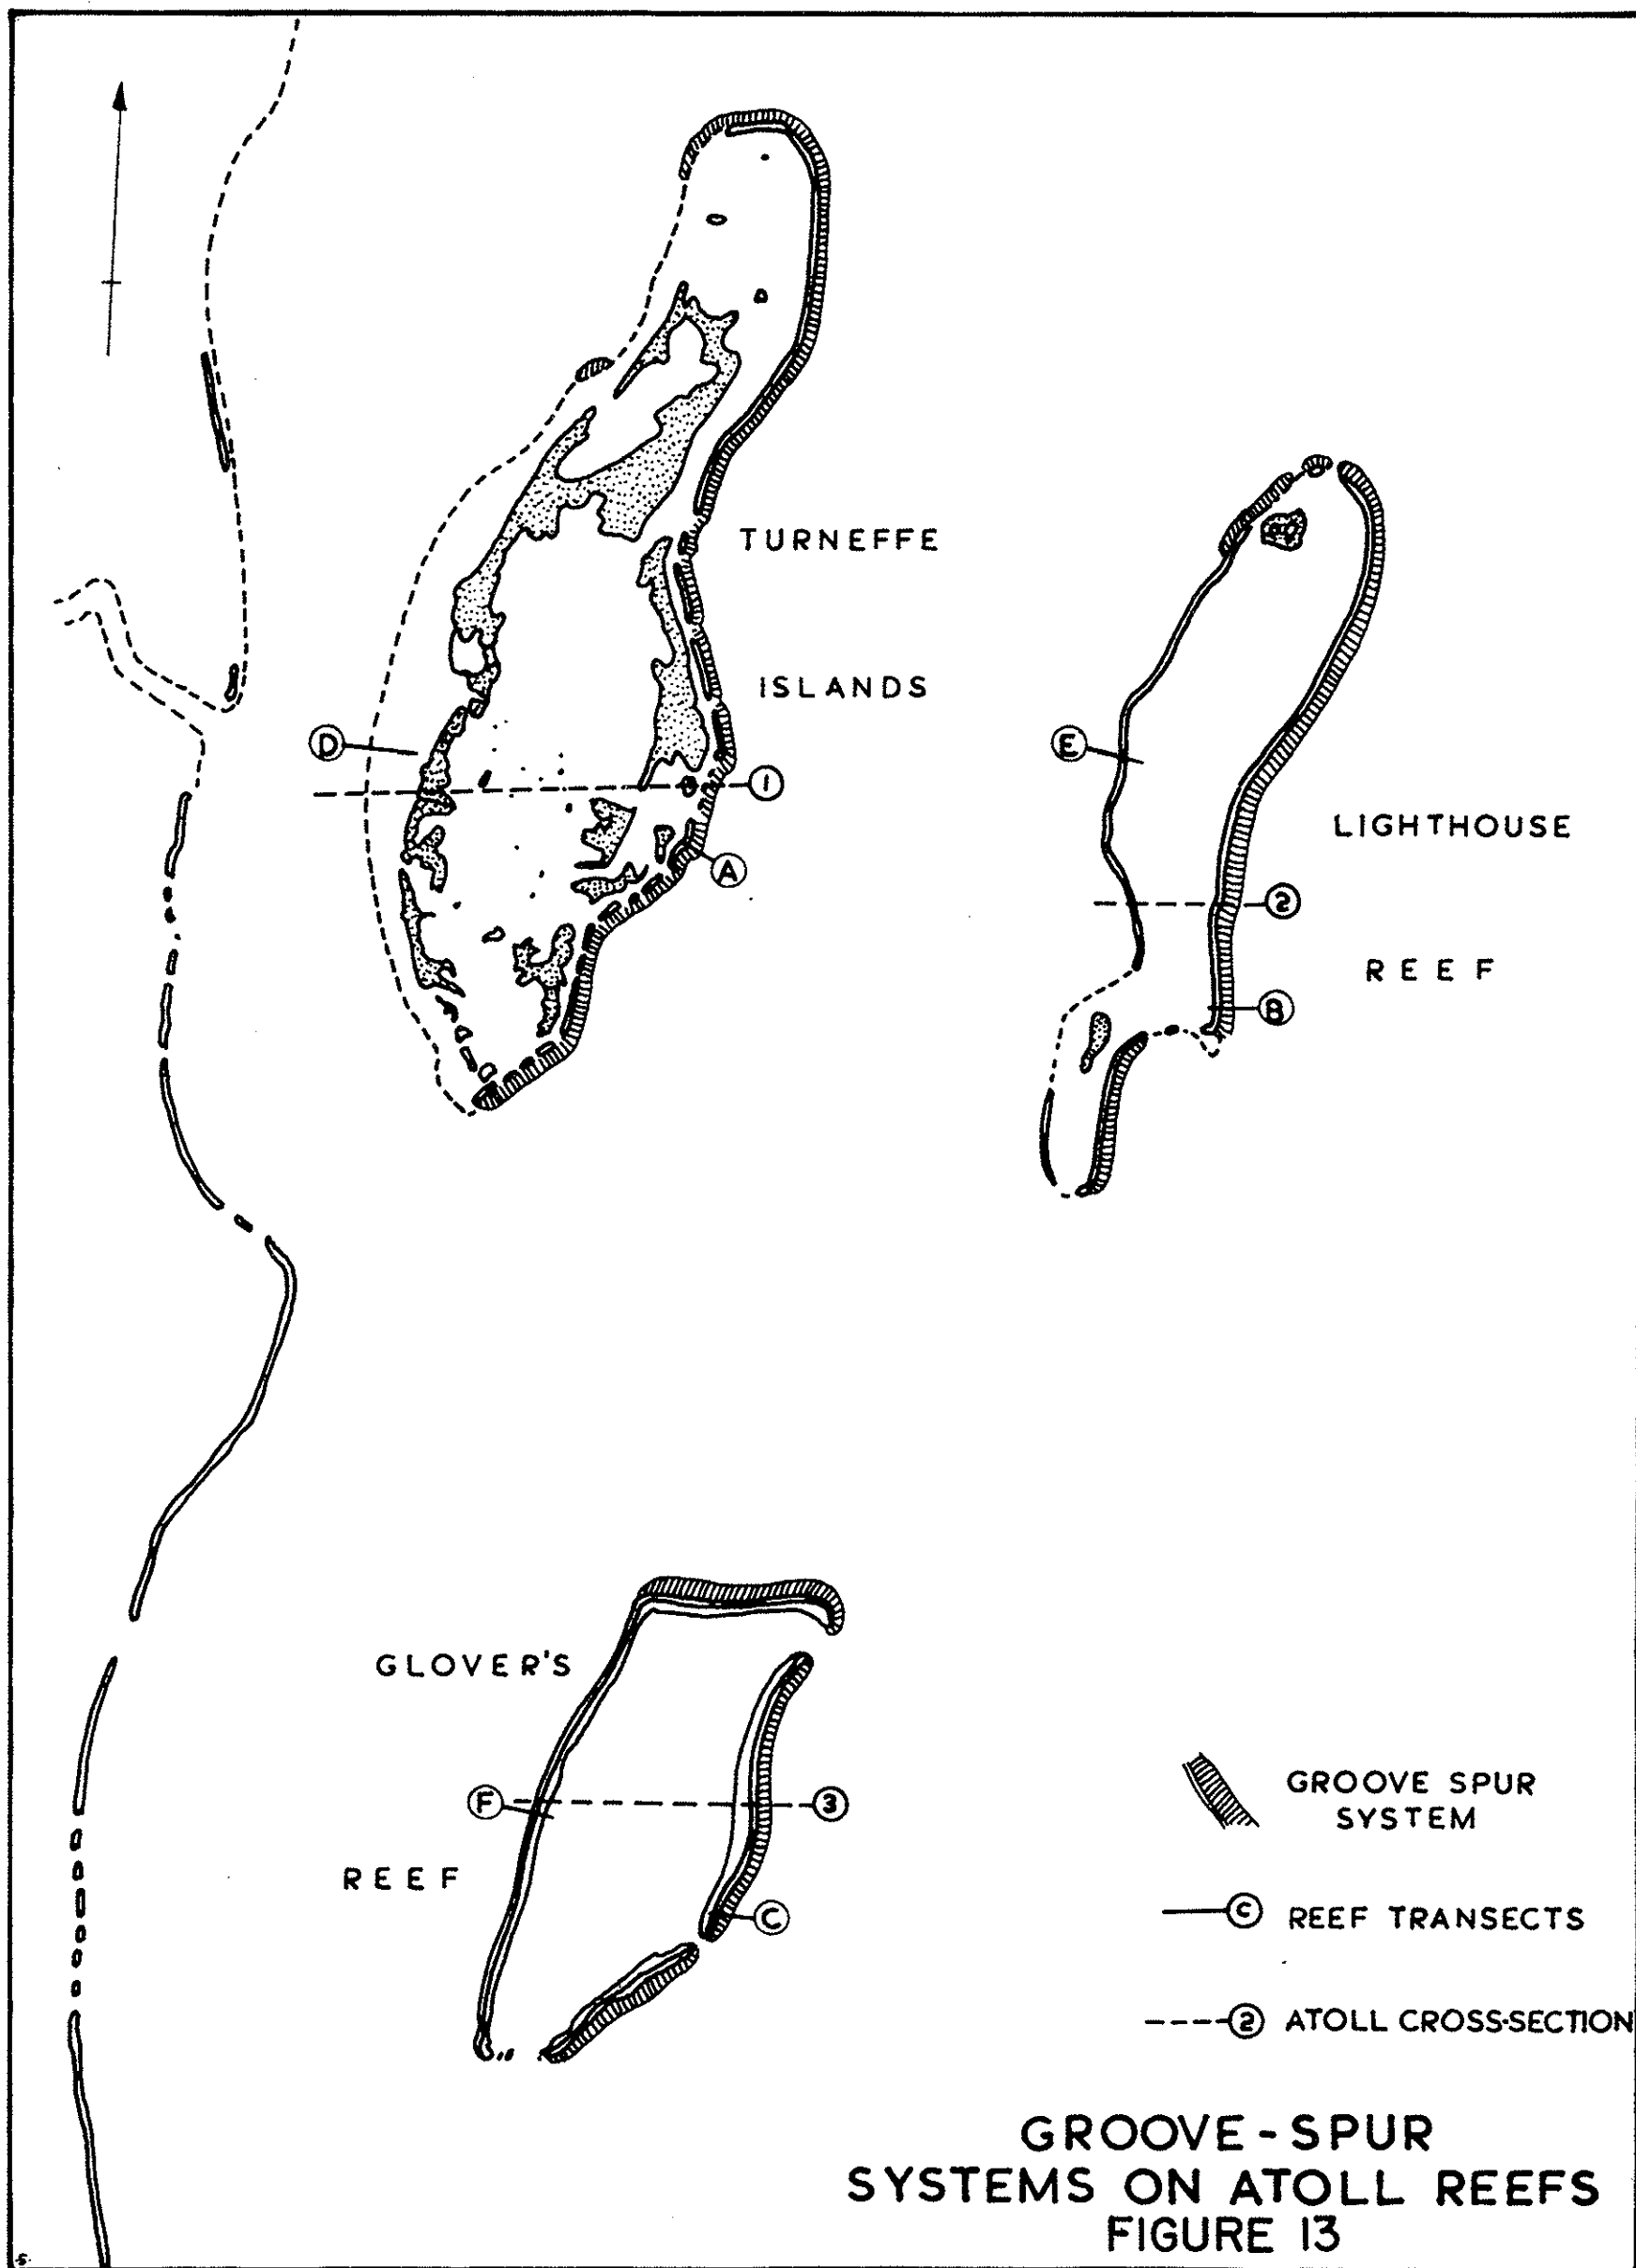 TURNEFFE
ISLANDS
D
1
A
E
LIGHTHOUSE
2
REEF
B
GLOVER'S
F
3
REEF
C
GROOVE SPUR
SYSTEM
C REEF TRANSECTS
2 ATOLL CROSS-SECTION
GROOVE-SPUR
SYSTEMS ON ATOLL REEFS
FIGURE 13